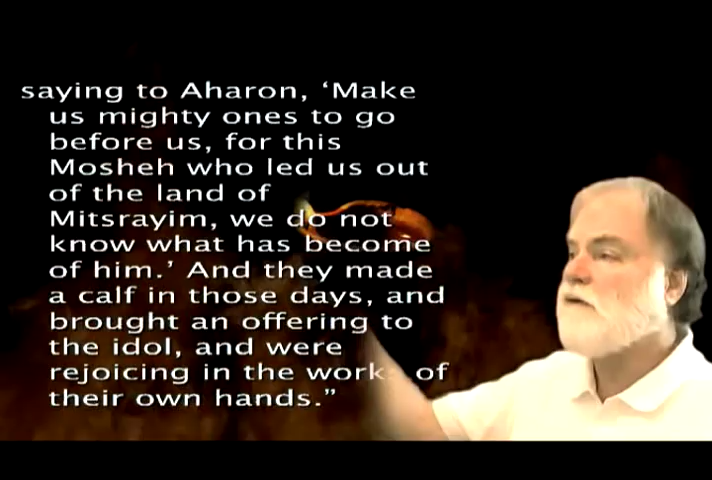 saying to Aharon, ‘Make
us mighty ones to go
before us, for this
Mosheh who led us out
of the land of
Mitsrayim, we do not
know what has become
of him.’ And they made
a calf in those days, and
brought an offering to
the idol, and were
rejoicing in the works of
their own hands.”